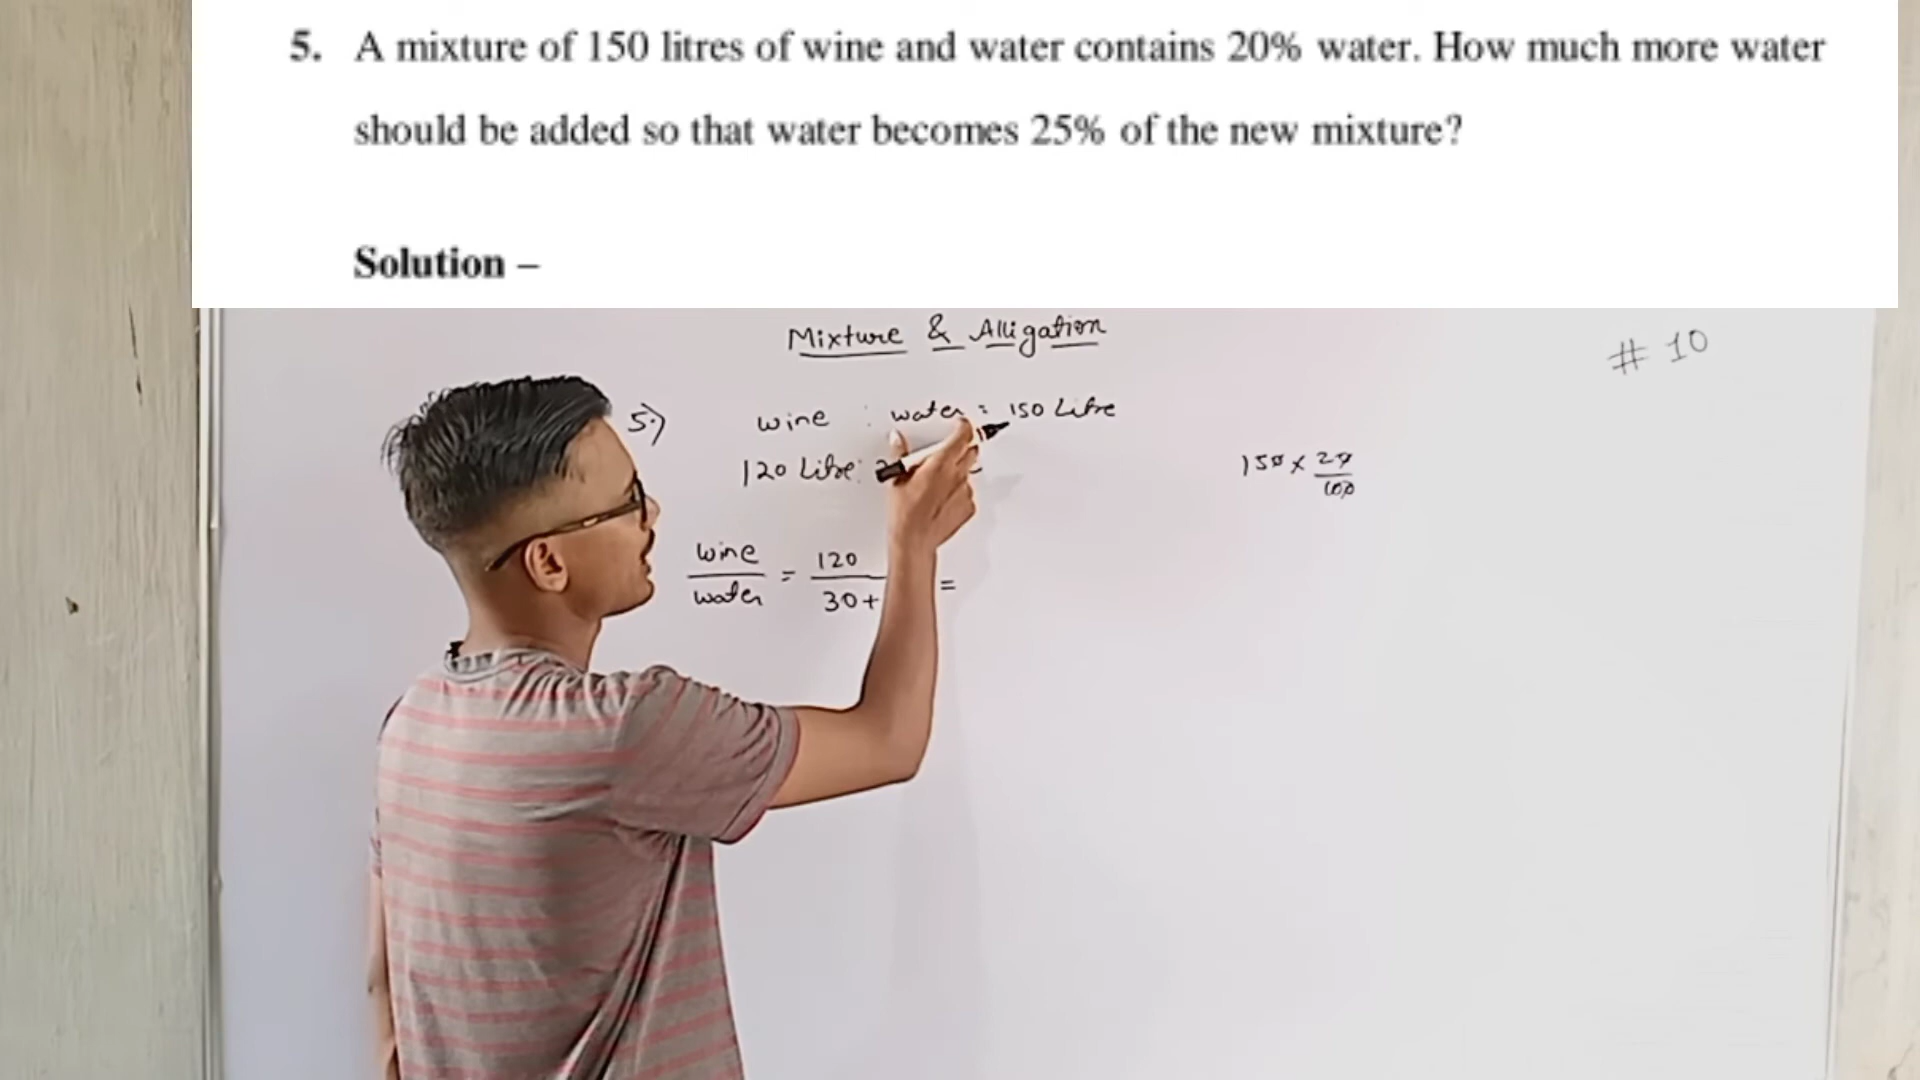 5. A mixture of 150 litres of wine and water contains 20% water. How much more water
should be added so that water becomes 25% of the new mixture?
Solution –
Mixture & Alligation
# 10
5.) wine : water = 150 Litre
120 Litre :
150 x 20/100
wine/water = 120/30+ =